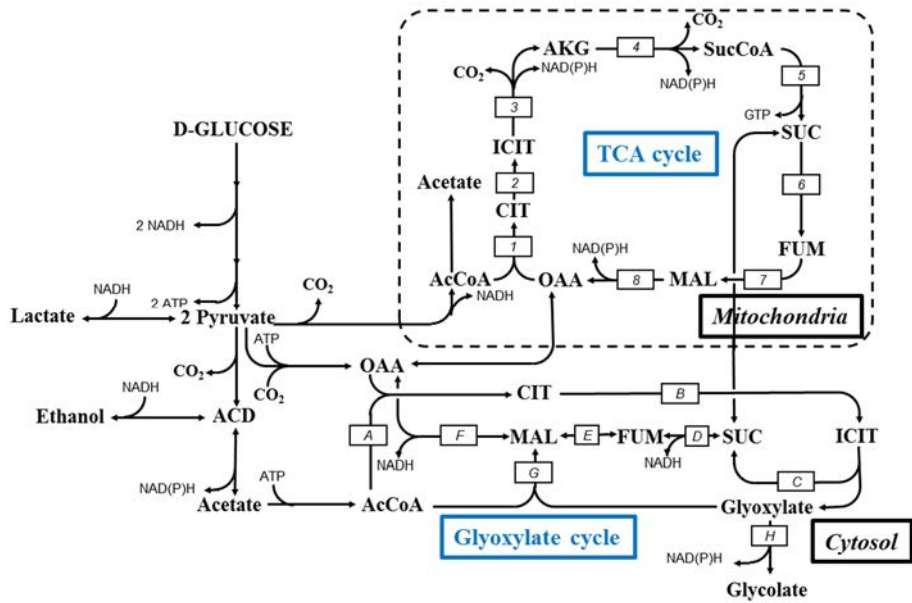 CO2
AKG 4 SucCoA
CO2 NAD(P)H NAD(P)H
3 5
GTP
D-GLUCOSE SUC
ICIT TCA cycle
Acetate 2 6
CIT
2 NADH NAD(P)H FUM
1
AcCoA OAA 8 MAL 7
CO2 NADH
NADH 2 ATP Mitochondria
Lactate 2 Pyruvate
ATP
OAA
CO2 CO2 CIT B
NADH
Ethanol ACD A F MAL E FUM D SUC ICIT
NADH NADH
G C
NAD(P)H ATP
Acetate AcCoA Glyoxylate
Glyoxylate cycle H Cytosol
NAD(P)H
Glycolate